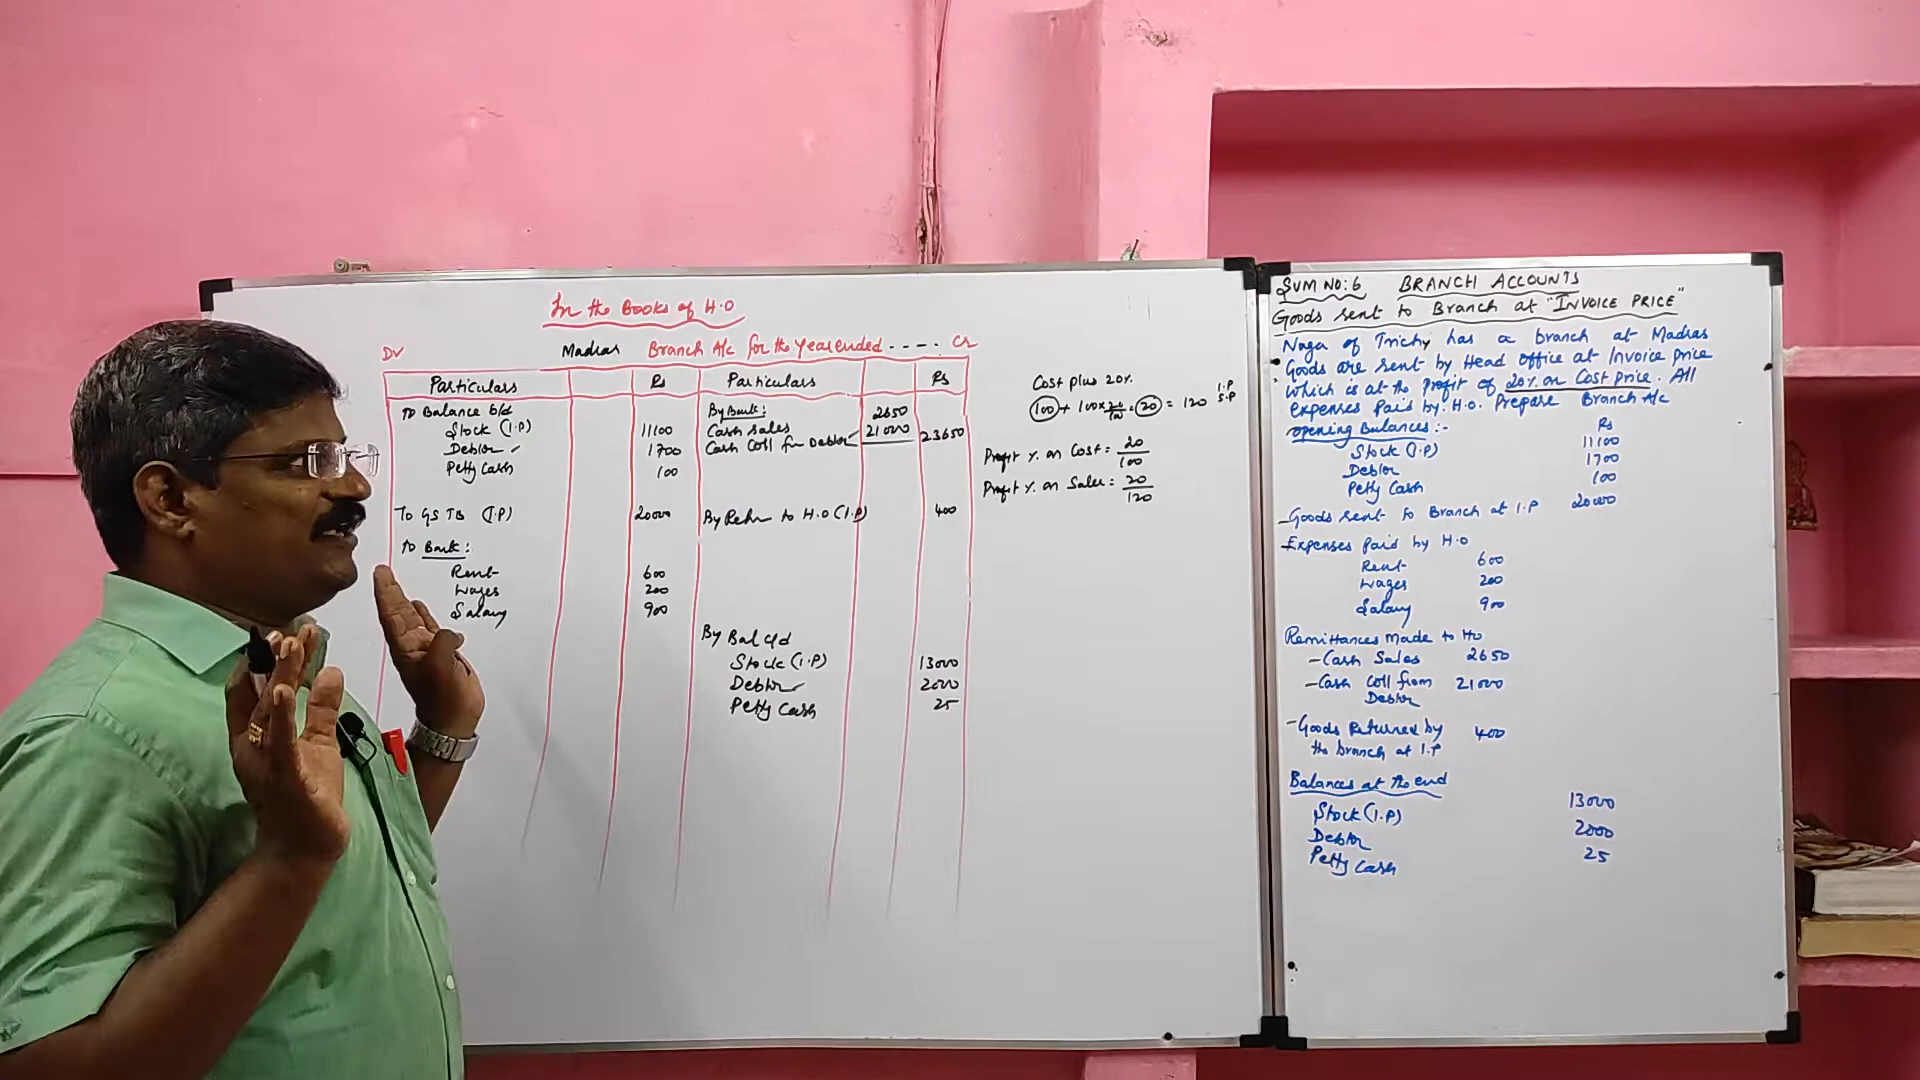 In the Books of H.O
Dr Madras Branch A/c for the Year ended - - - - Cr
Particulars Rs Particulars Rs
To Balance b/d
Stock (I.P) 11100
Debtor 1700
Petty Cash 100
To GSTB (I.P) 20000
To Bank:
Rent 600
Wages 200
Salary 900
By Bank:
Cash Sales 2650
Cash Coll fm Debtor 21000 23650
By Retn to H.O (I.P) 400
By Bal c/d
Stock (I.P) 13000
Debtor 2000
Petty Cash 25
Cost plus 20%
100 + 100 x 20/100 = 20 = 120 I.P S.P
Profit % on Cost = 20/100
Profit % on Sales = 20/120
SUM NO: 6 BRANCH ACCOUNTS
Goods sent to Branch at "INVOICE PRICE"
Naga of Trichy has a branch at Madras
Goods are sent by Head office at Invoice price
which is at the profit of 20% on Cost price. All
expenses paid by H.O. Prepare Branch A/c
Opening Balances:- Rs
Stock (I.P) 11100
Debtor 1700
Petty Cash 100
- Goods sent to Branch at I.P 20000
- Expenses paid by H.O
Rent 600
Wages 200
Salary 900
Remittances made to HO
- Cash Sales 2650
- Cash Coll from 21000
Debtor
- Goods Returned by 400
the branch at I.P
Balances at the end
Stock (I.P) 13000
Debtor 2000
Petty Cash 25